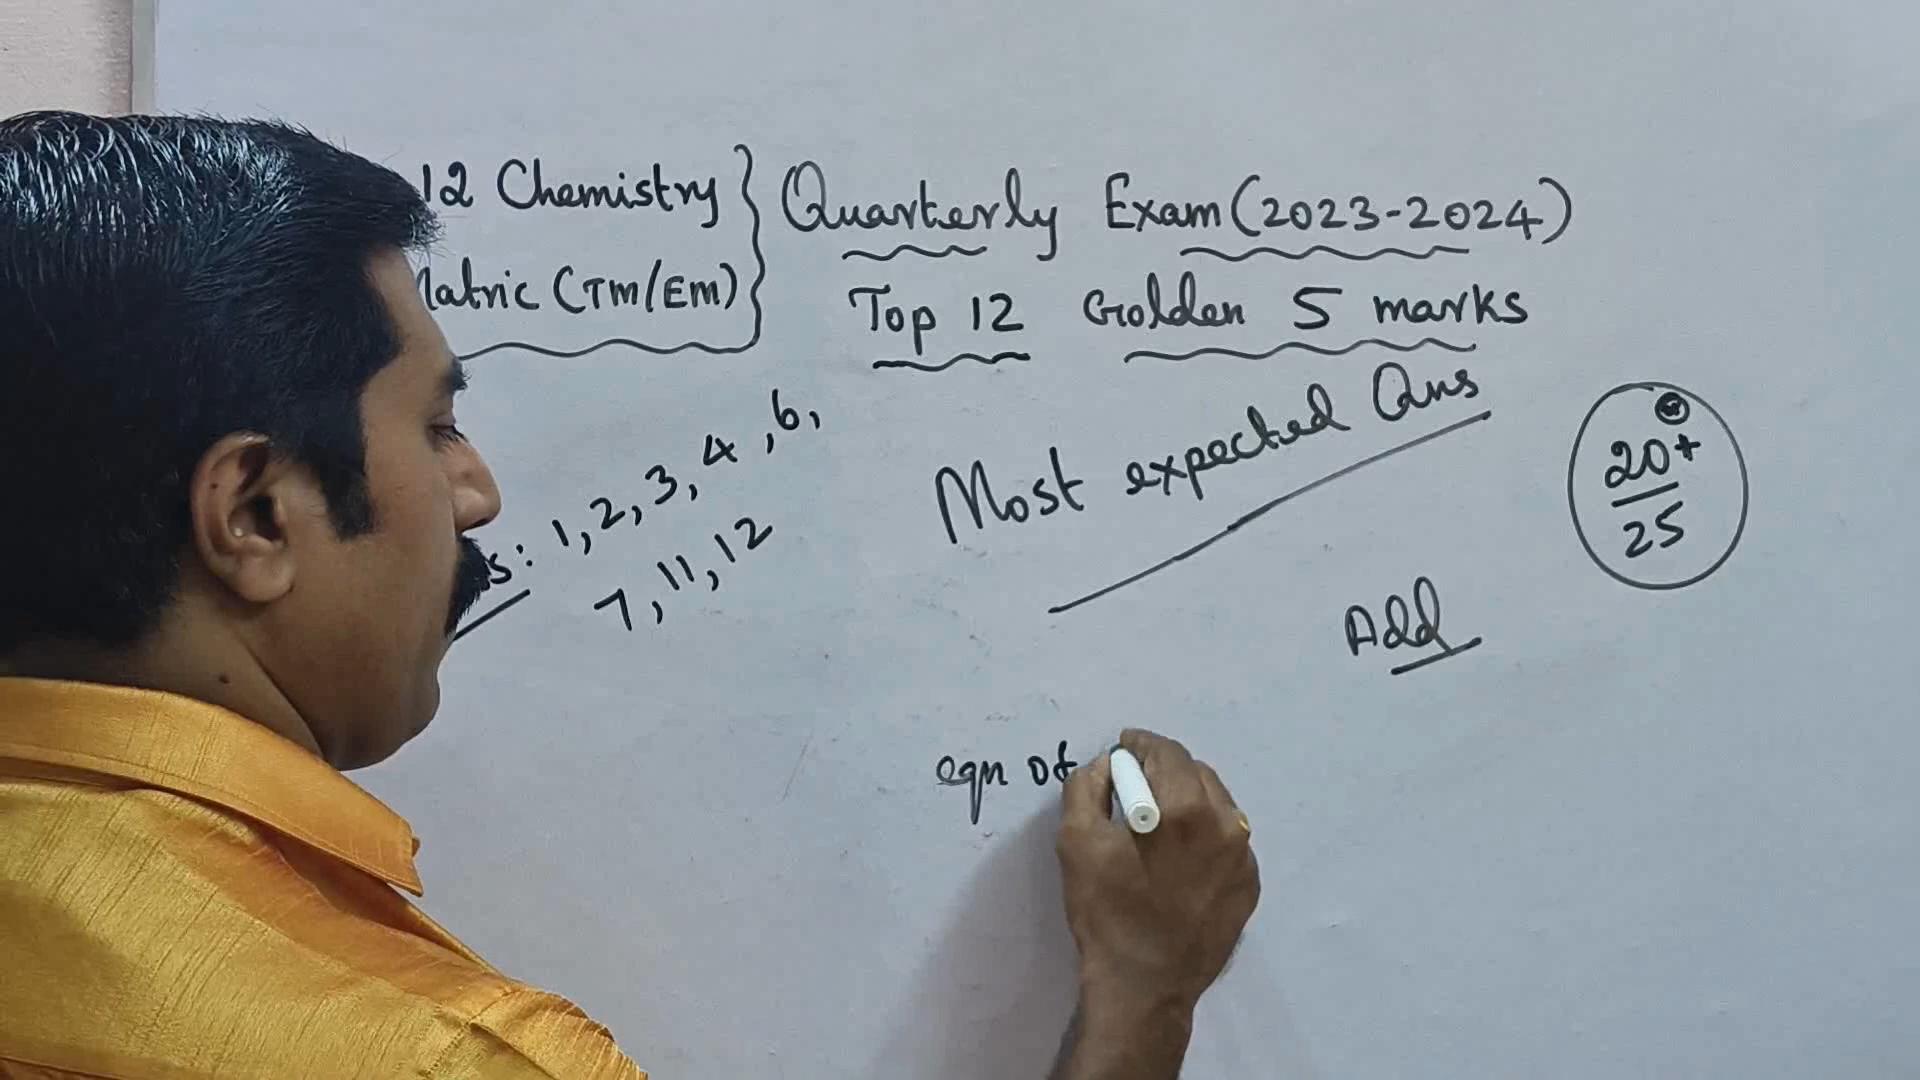 12 Chemistry
(TM/EM)
Quarterly Exam (2023-2024)
Top 12 Golden 5 marks
Most expected Qns
1, 2, 3, 4, 6,
7, 11, 12
20+
25
Add
eqn of